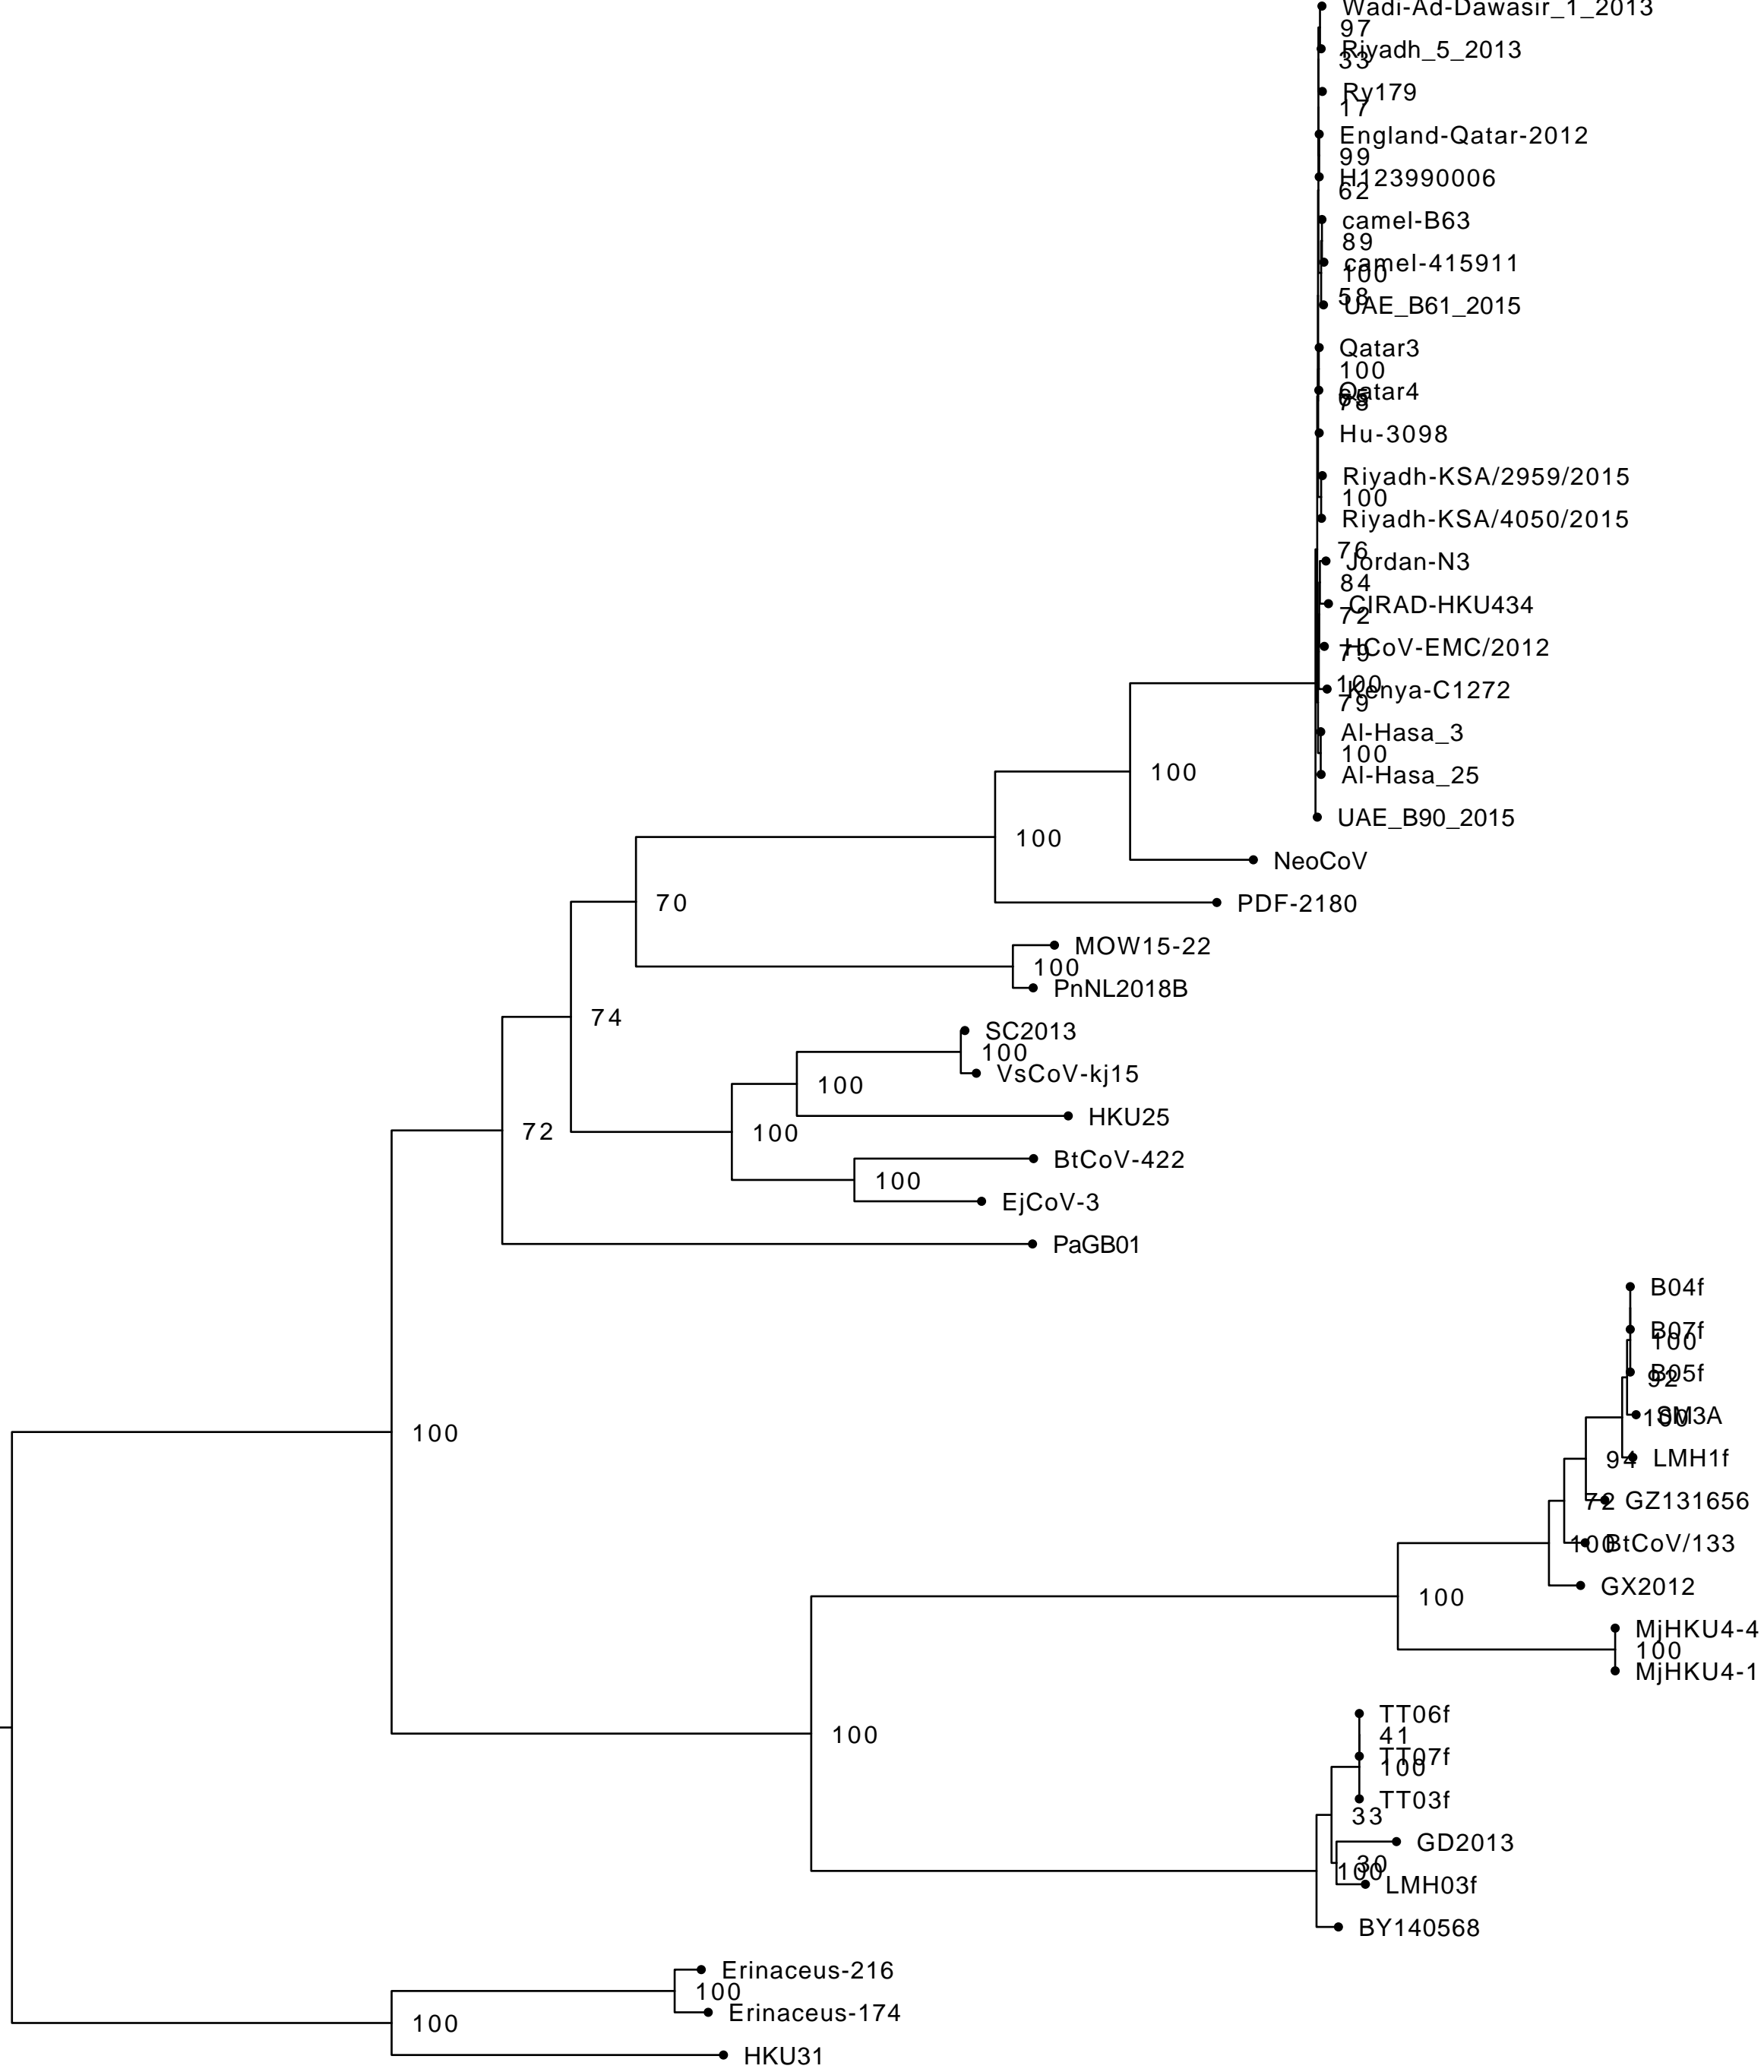 Wadi-Ad-Dawasir_1_2013
97
Riyadh_5_2013
33
Ry179
17
England-Qatar-2012
99
H123990006
62
camel-B63
89
camel-415911
100
58
UAE_B61_2015
Qatar3
100
Qatar4
Hu-3098
Riyadh-KSA/2959/2015
100
Riyadh-KSA/4050/2015
76
Jordan-N3
84
CIRAD-HKU434
72
HCoV-EMC/2012
79
100
Kenya-C1272
79
Al-Hasa_3
100
Al-Hasa_25
100
UAE_B90_2015
100
NeoCoV
70
PDF-2180
MOW15-22
100
PnNL2018B
74
SC2013
100
VsCoV-kj15
100
HKU25
72
100
BtCoV-422
100
EjCoV-3
PaGB01
B04f
B07f
100
B05f
92
SM3A
100
100
LMH1f
94
GZ131656
72
BtCoV/133
100
GX2012
100
MjHKU4-4
100
MjHKU4-1
TT06f
100
41
TT07f
100
TT03f
33
GD2013
30
100
LMH03f
BY140568
Erinaceus-216
100
Erinaceus-174
100
HKU31